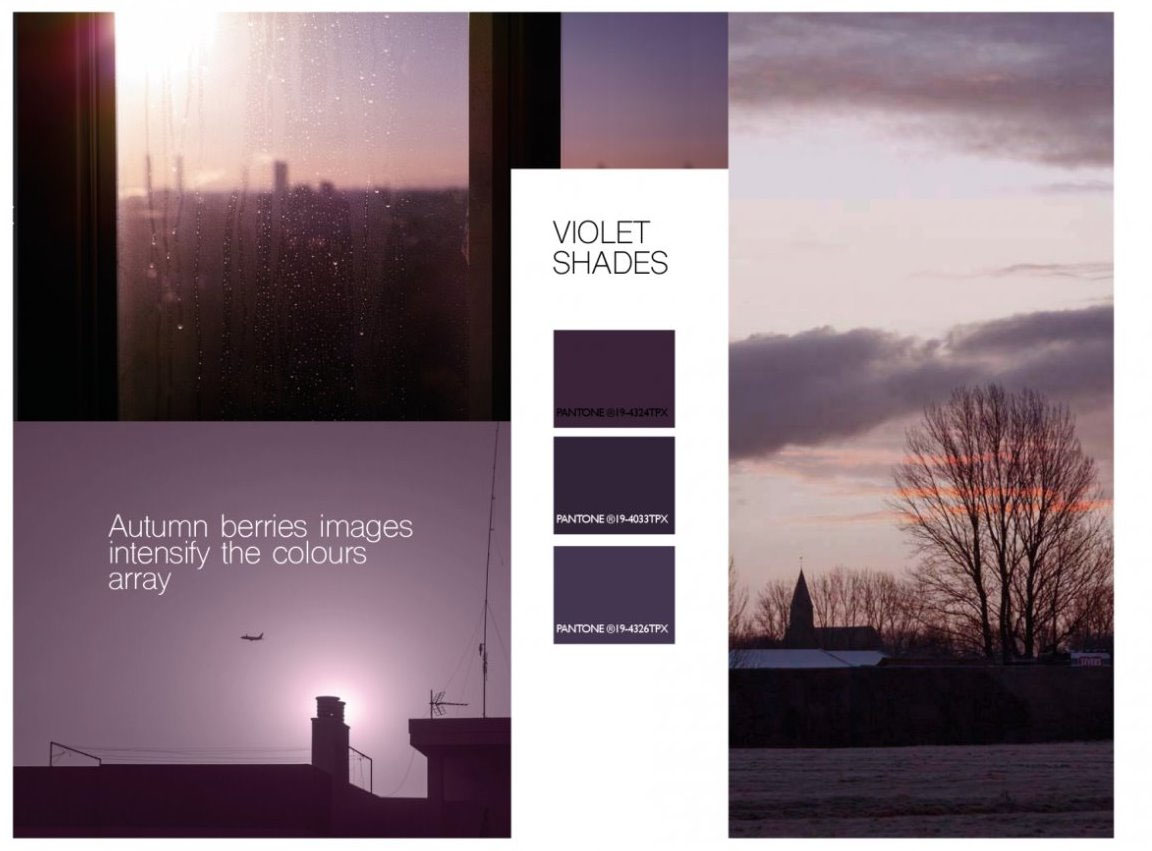 VIOLET
SHADES
PANTONE ®19-4324TPX
PANTONE ®19-4033TPX
PANTONE ®19-4326TPX
Autumn berries images
intensify the colours
array